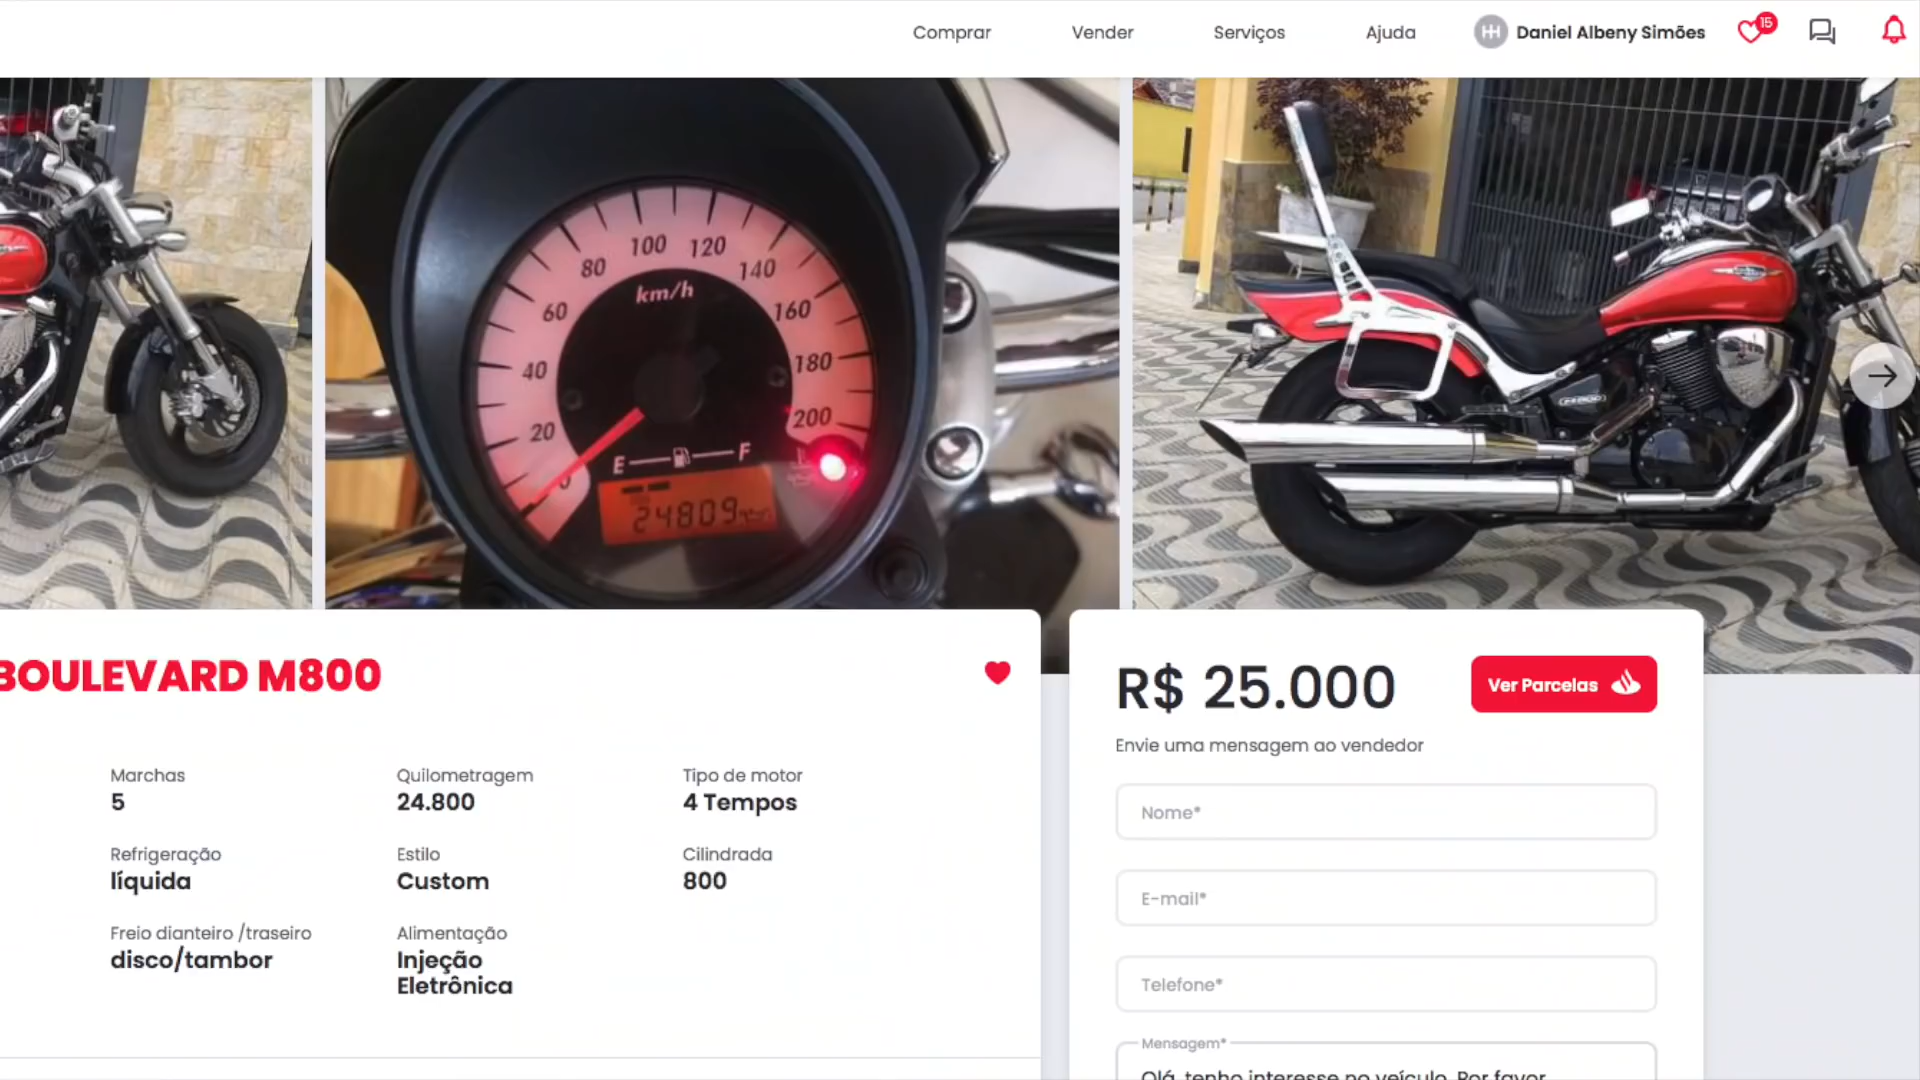 Comprar
Vender
Serviços
Ajuda
Daniel Albeny Simões
15
100 120
80 140
km/h
60 160
40 180
20 200
E F
0
24809
M800
BOULEVARD M800
R$ 25.000
Ver Parcelas
Envie uma mensagem ao vendedor
Marchas
5
Quilometragem
24.800
Tipo de motor
4 Tempos
Refrigeração
líquida
Estilo
Custom
Cilindrada
800
Freio dianteiro /traseiro
disco/tambor
Alimentação
Injeção
Eletrônica
Nome*
E-mail*
Telefone*
Mensagem*
Olá, tenho interesse no veículo. Por favor